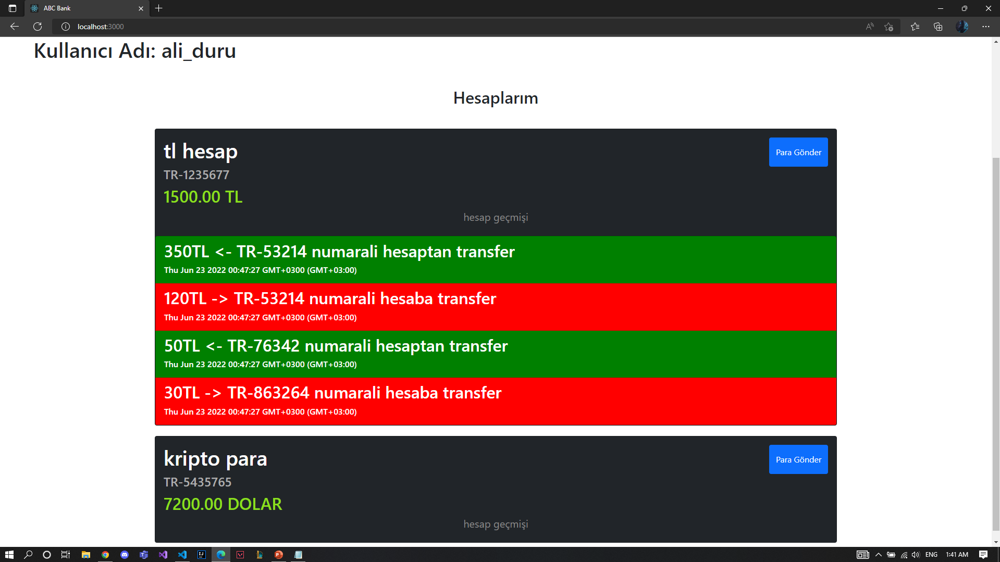 ABC Bank
localhost:3000
Kullanıcı Adı: ali_duru
Hesaplarım
tl hesap
Para Gönder
TR-1235677
1500.00 TL
hesap geçmişi
350TL <- TR-53214 numarali hesaptan transfer
Thu Jun 23 2022 00:47:27 GMT+0300 (GMT+03:00)
120TL -> TR-53214 numarali hesaba transfer
Thu Jun 23 2022 00:47:27 GMT+0300 (GMT+03:00)
50TL <- TR-76342 numarali hesaptan transfer
Thu Jun 23 2022 00:47:27 GMT+0300 (GMT+03:00)
30TL -> TR-863264 numarali hesaba transfer
Thu Jun 23 2022 00:47:27 GMT+0300 (GMT+03:00)
kripto para
Para Gönder
TR-5435765
7200.00 DOLAR
hesap geçmişi
ENG
1:41 AM